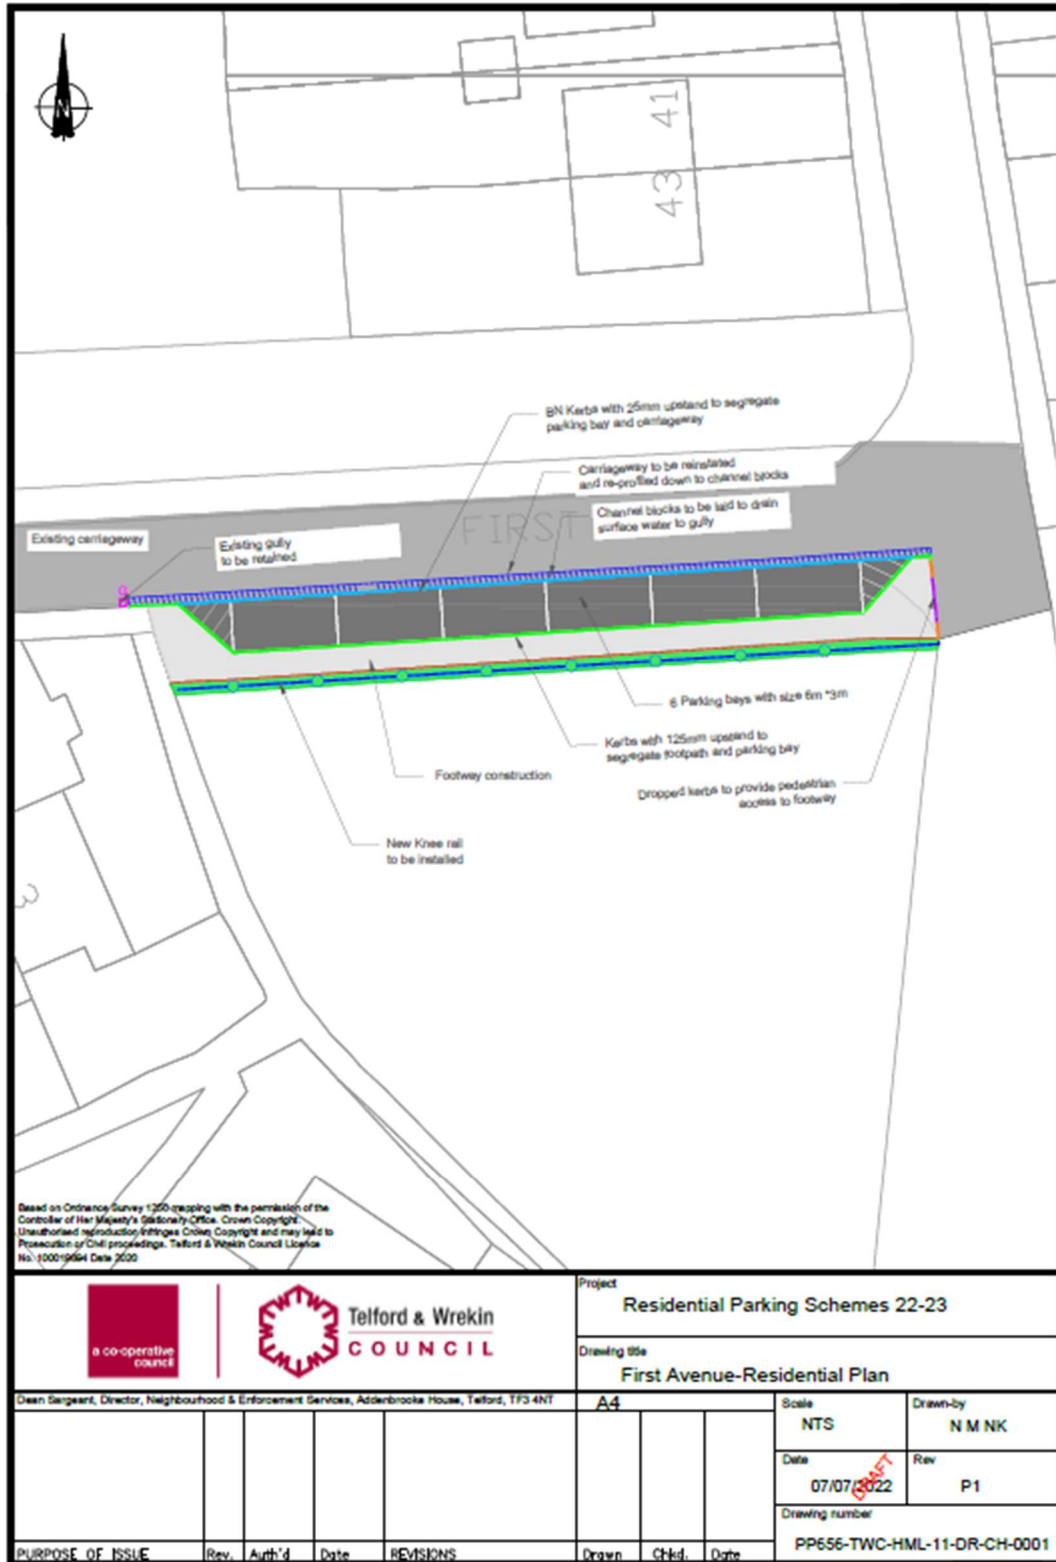 N
41
43
BN Kerbs with 25mm upstand to segregate
parking bay and carriageway
Carriageway to be reinstated
and re-profiled down to channel blocks
Channel blocks to be laid to drain
surface water to gully
FIRST
Existing carriageway
Existing gully
to be retained
6 Parking bays with size 6m *3m
Kerbs with 125mm upstand to
segregate footpath and parking bay
Footway construction
Dropped kerbs to provide pedestrian
access to footway
New Knee rail
to be installed
3
Based on Ordnance Survey 1250 mapping with the permission of the
Controller of Her Majesty's Stationery Office. Crown Copyright.
Unauthorised reproduction infringes Crown Copyright and may lead to
Prosecution or Civil proceedings. Telford & Wrekin Council Licence
No. Date 2020
a co-operative
council
Telford & Wrekin
COUNCIL
Project
Residential Parking Schemes 22-23
Drawing title
First Avenue-Residential Plan
Dean Sargeant, Director, Neighbourhood & Enforcement Services, Addenbrooke House, Telford, TF3 4NT
A4
Scale
NTS
Drawn-by
N M NK
Date
07/07/2022
DRAFT
Rev
P1
Drawing number
PP656-TWC-HML-11-DR-CH-0001
PURPOSE OF ISSUE Rev. Auth'd Date REVISIONS Drawn Chkd. Date